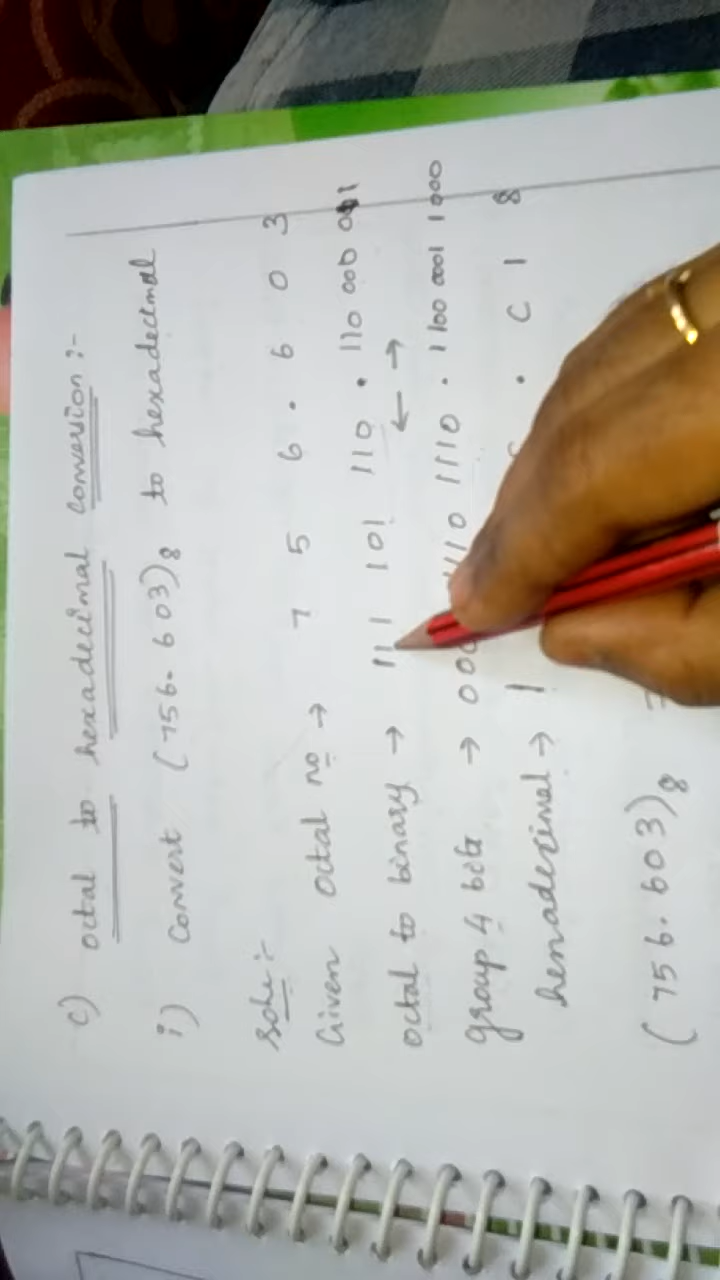 c) octal to hexadecimal conversion :-
i) Convert (756.603)8 to hexadecimal
Soln :-
Given octal no → 7 5 6 . 6 0 3
octal to binary → 111 101 110 . 110 000 011
group 4 bits → 000 1110 1110 . 1100 0001 1000
hexadecimal → 1 . C 1 8
(756.603)8